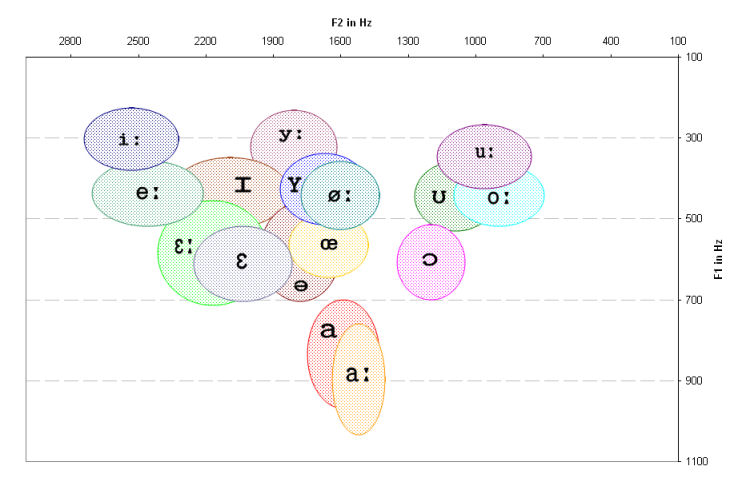 F2 in Hz
2800 2500 2200 1900 1600 1300 1000 700 400 100
100
300
500
700
900
1100
F1 in Hz
i: y: u:
e: I Y ø: ʊ o:
ɛ: ɛ œ ɔ
ə
a
a: